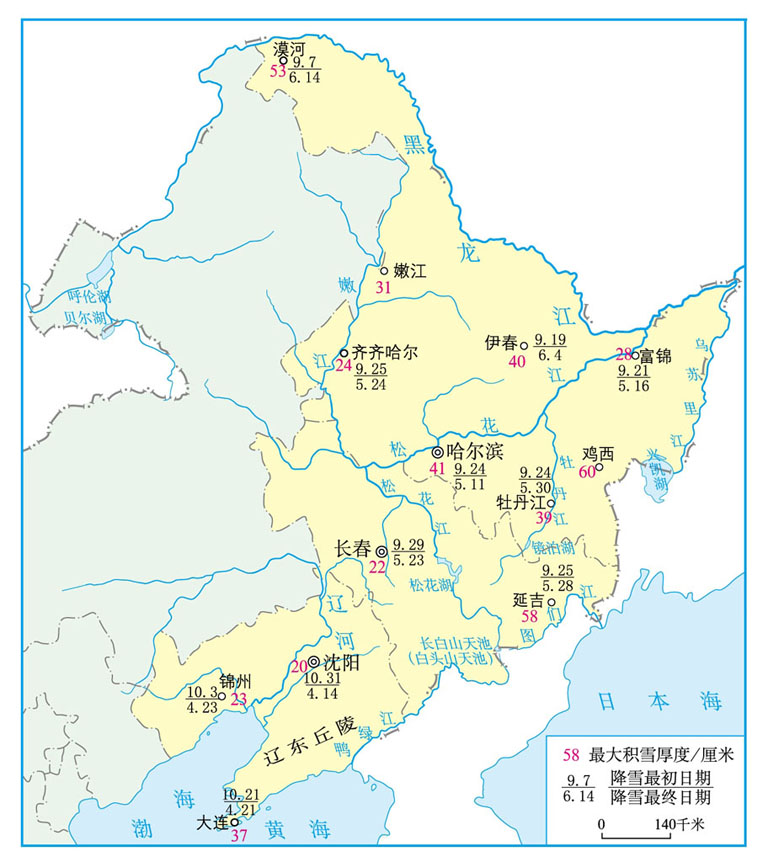 漠河
53
9.7
6.14
黑
龙
江
嫩江
31
嫩
江
呼伦湖
贝尔湖
齐齐哈尔
24
9.25
5.24
伊春
40
9.19
6.4
28
富锦
9.21
5.16
乌
苏
里
江
松
花
江
哈尔滨
41
9.24
5.11
鸡西
60
兴凯湖
牡
丹
江
9.24
5.30
牡丹江
39
松
花
江
长春
22
9.29
5.23
镜泊湖
松花湖
9.25
5.28
延吉
58
图
们
江
辽
河
长白山天池
(白头山天池)
20
沈阳
10.31
4.14
锦州
10.3
4.23
23
辽东丘陵
鸭
绿
江
日本海
10.21
4.21
大连
37
渤
海
黄海
58 最大积雪厚度/厘米
9.7 降雪最初日期
6.14 降雪最终日期
0 140千米